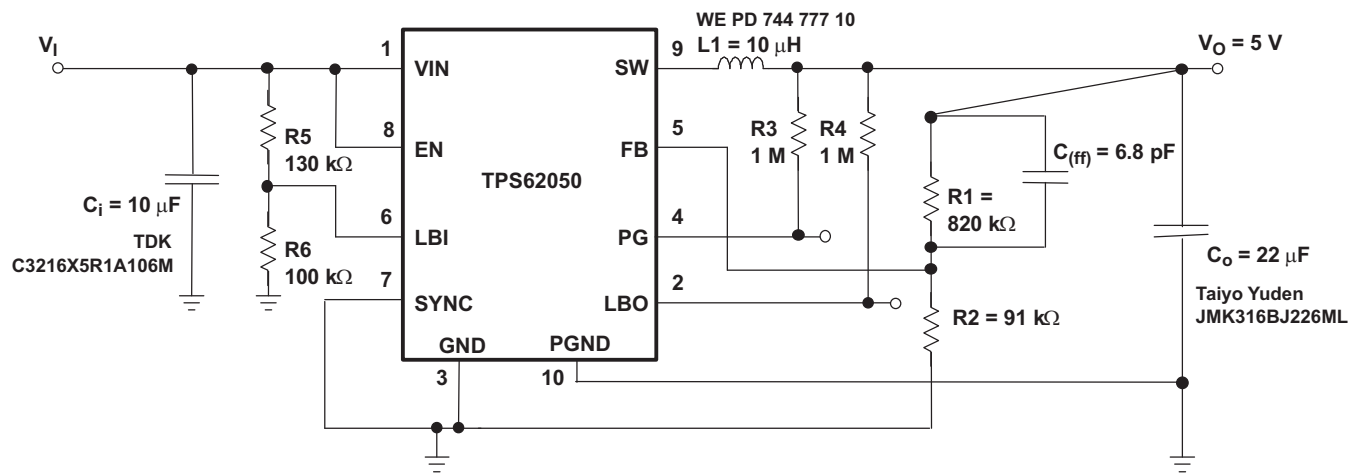 WE PD 744 777 10
L1 = 10 μH
V_I
V_O = 5 V
1
9
VIN
SW
8
5
R5
130 kΩ
EN
FB
R3
1 M
R4
1 M
C_(ff) = 6.8 pF
TPS62050
C_i = 10 μF
TDK
C3216X5R1A106M
6
4
R1 =
820 kΩ
R6
100 kΩ
LBI
PG
7
2
C_o = 22 μF
Taiyo Yuden
JMK316BJ226ML
SYNC
LBO
R2 = 91 kΩ
GND
PGND
3
10